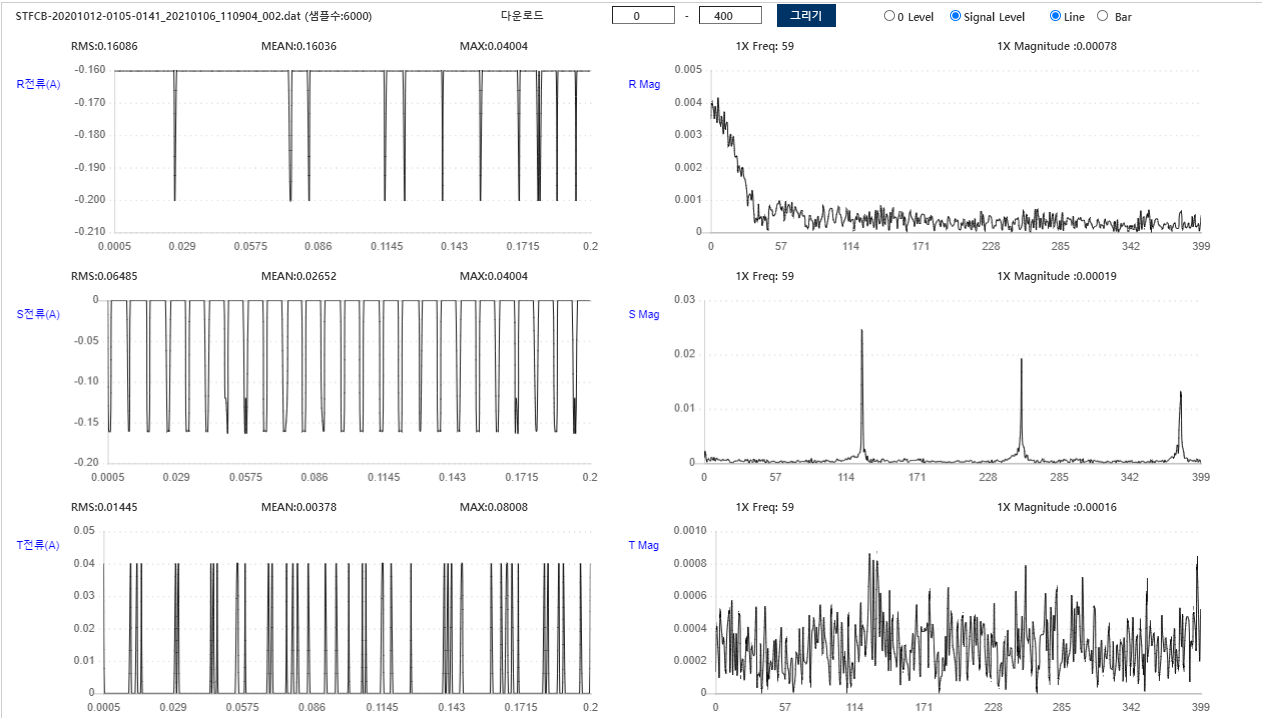 STFCB-20201012-0105-0141_20210106_110904_002.dat (샘플수:6000) 다운로드 0 - 400 그리기 0 Level Signal Level Line Bar
RMS:0.16086 MEAN:0.16036 MAX:0.04004 1X Freq: 59 1X Magnitude :0.00078
R전류(A)
-0.160
-0.170
-0.180
-0.190
-0.200
-0.210
0.0005 0.029 0.0575 0.086 0.1145 0.143 0.1715 0.2
R Mag
0.005
0.004
0.003
0.002
0.001
0
0 57 114 171 228 285 342 399
RMS:0.06485 MEAN:0.02652 MAX:0.04004 1X Freq: 59 1X Magnitude :0.00019
S전류(A)
0
-0.05
-0.10
-0.15
-0.20
0.0005 0.029 0.0575 0.086 0.1145 0.143 0.1715 0.2
S Mag
0.03
0.02
0.01
0
0 57 114 171 228 285 342 399
RMS:0.01445 MEAN:0.00378 MAX:0.08008 1X Freq: 59 1X Magnitude :0.00016
T전류(A)
0.05
0.04
0.03
0.02
0.01
0
0.0005 0.029 0.0575 0.086 0.1145 0.143 0.1715 0.2
T Mag
0.0010
0.0008
0.0006
0.0004
0.0002
0
0 57 114 171 228 285 342 399